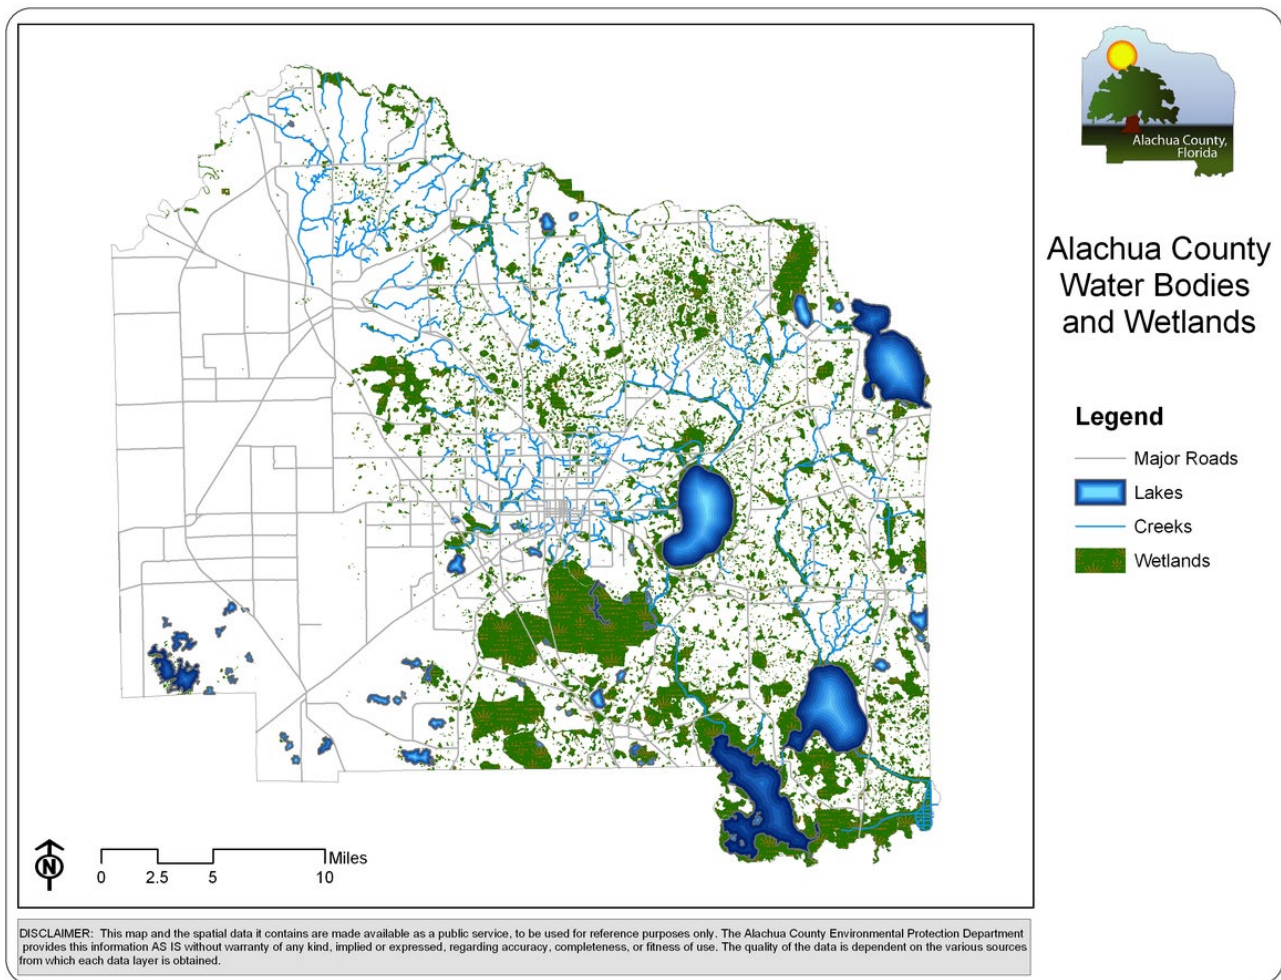 Alachua County,
Florida
Alachua County
Water Bodies
and Wetlands
Legend
Major Roads
Lakes
Creeks
Wetlands
N
Miles
0 2.5 5 10
DISCLAIMER: This map and the spatial data it contains are made available as a public service, to be used for reference purposes only. The Alachua County Environmental Protection Department
provides this information AS IS without warranty of any kind, implied or expressed, regarding accuracy, completeness, or fitness of use. The quality of the data is dependent on the various sources
from which each data layer is obtained.